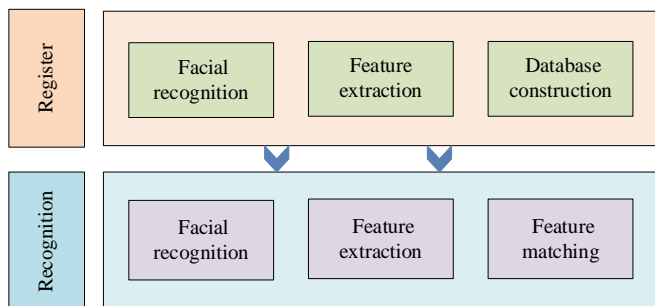 Register
Facial
recognition
Feature
extraction
Database
construction
Recognition
Facial
recognition
Feature
extraction
Feature
matching